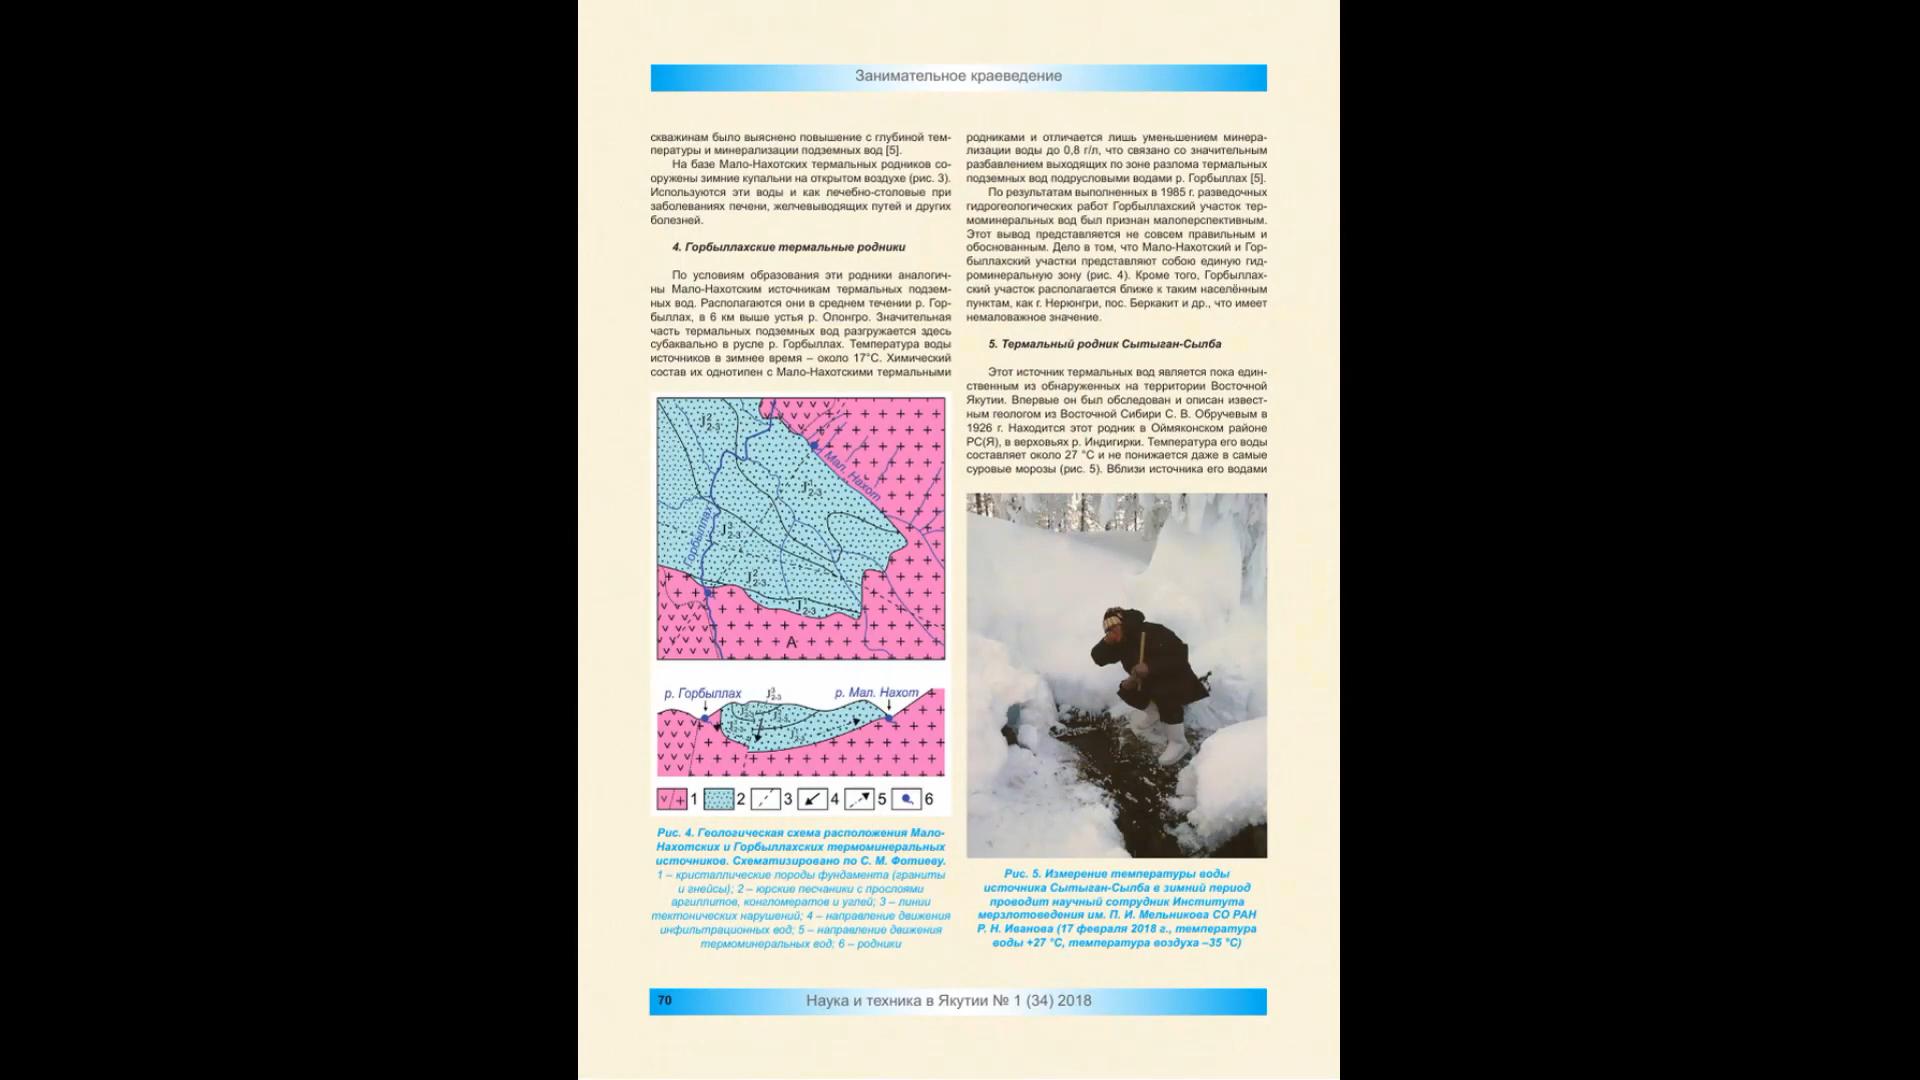 Занимательное краеведение
скважинам было выяснено повышение с глубиной тем-
пературы и минерализации подземных вод [5].
На базе Мало-Нахотских термальных родников со-
оружены зимние купальни на открытом воздухе (рис. 3).
Используются эти воды и как лечебно-столовые при
заболеваниях печени, желчевыводящих путей и других
болезней.
4. Горбыллахские термальные родники
По условиям образования эти родники аналогич-
ны Мало-Нахотским источникам термальных подзем-
ных вод. Располагаются они в среднем течении р. Гор-
быллах, в 6 км выше устья р. Опонгро. Значительная
часть термальных подземных вод разгружается здесь
субаквально в русле р. Горбыллах. Температура воды
источников в зимнее время – около 17°С. Химический
состав их однотипен с Мало-Нахотскими термальными
J²₂₋₃
р. Мал. Нахот
J¹₂₋₃
Горбыллах
J³₂₋₃
J²₂₋₃
J¹₂₋₃
А
р. Горбыллах
J³₂₋₃
р. Мал. Нахот
1 2 3 4 5 6
Рис. 4. Геологическая схема расположения Мало-
Нахотских и Горбыллахских термоминеральных
источников. Схематизировано по С. М. Фотиеву.
1 – кристаллические породы фундамента (граниты
и гнейсы); 2 – юрские песчаники с прослоями
аргиллитов, конгломератов и углей; 3 – линии
тектонических нарушений; 4 – направление движения
инфильтрационных вод; 5 – направление движения
термоминеральных вод; 6 – родники
родниками и отличается лишь уменьшением минера-
лизации воды до 0,8 г/л, что связано со значительным
разбавлением выходящих по зоне разлома термальных
подземных вод подрусловыми водами р. Горбыллах [5].
По результатам выполненных в 1985 г. разведочных
гидрогеологических работ Горбыллахский участок тер-
моминеральных вод был признан малоперспективным.
Этот вывод представляется не совсем правильным и
обоснованным. Дело в том, что Мало-Нахотский и Гор-
быллахский участки представляют собою единую гид-
роминеральную зону (рис. 4). Кроме того, Горбыллах-
ский участок располагается ближе к таким населённым
пунктам, как г. Нерюнгри, пос. Беркакит и др., что имеет
немаловажное значение.
5. Термальный родник Сытыган-Сылба
Этот источник термальных вод является пока един-
ственным из обнаруженных на территории Восточной
Якутии. Впервые он был обследован и описан извест-
ным геологом из Восточной Сибири С. В. Обручевым в
1926 г. Находится этот родник в Оймяконском районе
РС(Я), в верховьях р. Индигирки. Температура его воды
составляет около 27 °С и не понижается даже в самые
суровые морозы (рис. 5). Вблизи источника его водами
Рис. 5. Измерение температуры воды
источника Сытыган-Сылба в зимний период
проводит научный сотрудник Института
мерзлотоведения им. П. И. Мельникова СО РАН
Р. Н. Иванова (17 февраля 2018 г., температура
воды +27 °С, температура воздуха –35 °С)
70
Наука и техника в Якутии № 1 (34) 2018